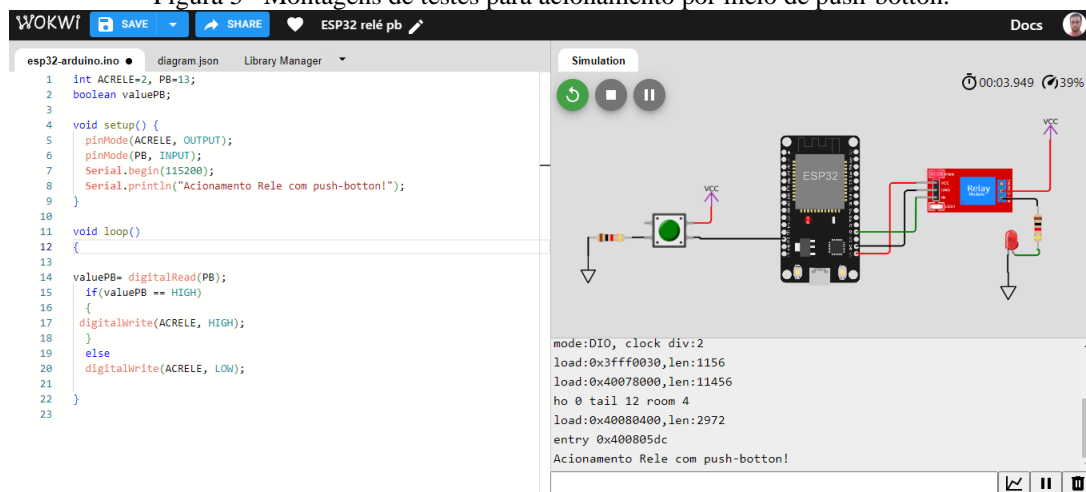 Figura 5 - Montagens de testes para acionamento por meio de push-botton.
WOKWI SAVE SHARE ESP32 relé pb Docs
esp32-arduino.ino ● diagram.json Library Manager
1 int ACRELE=2, PB=13;
2 boolean valuePB;
3
4 void setup() {
5 pinMode(ACRELE, OUTPUT);
6 pinMode(PB, INPUT);
7 Serial.begin(115200);
8 Serial.println("Acionamento Rele com push-botton!");
9 }
10
11 void loop()
12 {
13
14 valuePB= digitalRead(PB);
15 if(valuePB == HIGH)
16 {
17 digitalWrite(ACRELE, HIGH);
18 }
19 else
20 digitalWrite(ACRELE, LOW);
21
22 }
23
Simulation
00:03.949 39%
VCC
VCC
ESP32
PWR
VCC
GND
IN
LED1
Relay
Module
mode:DIO, clock div:2
load:0x3fff0030,len:1156
load:0x40078000,len:11456
ho 0 tail 12 room 4
load:0x40080400,len:2972
entry 0x400805dc
Acionamento Rele com push-botton!